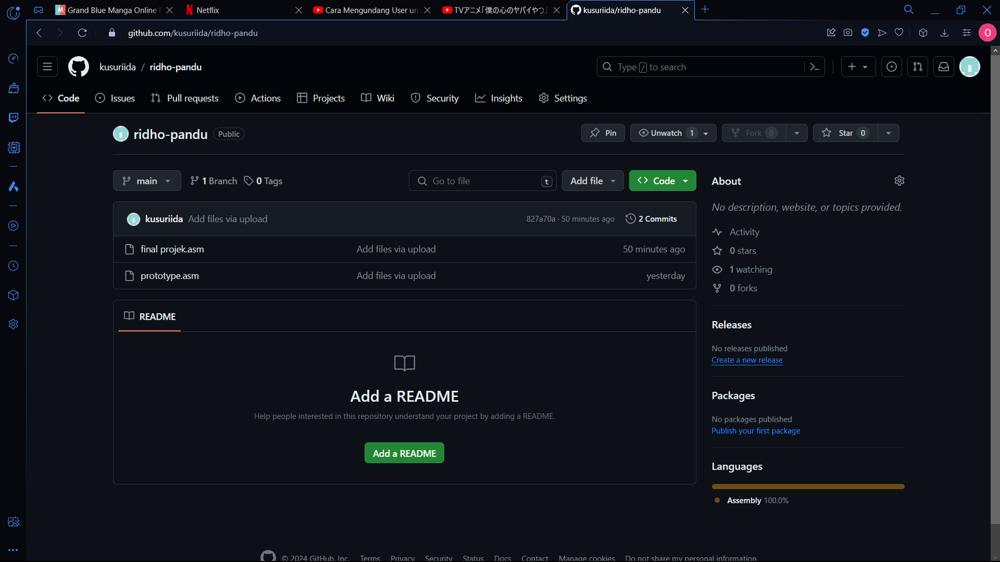 Grand Blue Manga Online
Netflix
Cara Mengundang User un
TVアニメ「僕の心のヤバイやつ」
kusuriida/ridho-pandu
github.com/kusuriida/ridho-pandu
O
kusuriida / ridho-pandu
Type / to search
Code
Issues
Pull requests
Actions
Projects
Wiki
Security
Insights
Settings
ridho-pandu
Public
Pin
Unwatch 1
Fork 0
Star 0
main
1 Branch
0 Tags
Go to file
t
Add file
Code
About
No description, website, or topics provided.
kusuriida Add files via upload
827a70a · 50 minutes ago
2 Commits
final projek.asm
Add files via upload
50 minutes ago
prototype.asm
Add files via upload
yesterday
Activity
0 stars
1 watching
0 forks
README
Add a README
Help people interested in this repository understand your project by adding a README.
Add a README
Releases
No releases published
Create a new release
Packages
No packages published
Publish your first package
Languages
Assembly 100.0%
© 2024 GitHub, Inc.
Terms
Privacy
Security
Status
Docs
Contact
Manage cookies
Do not share my personal information